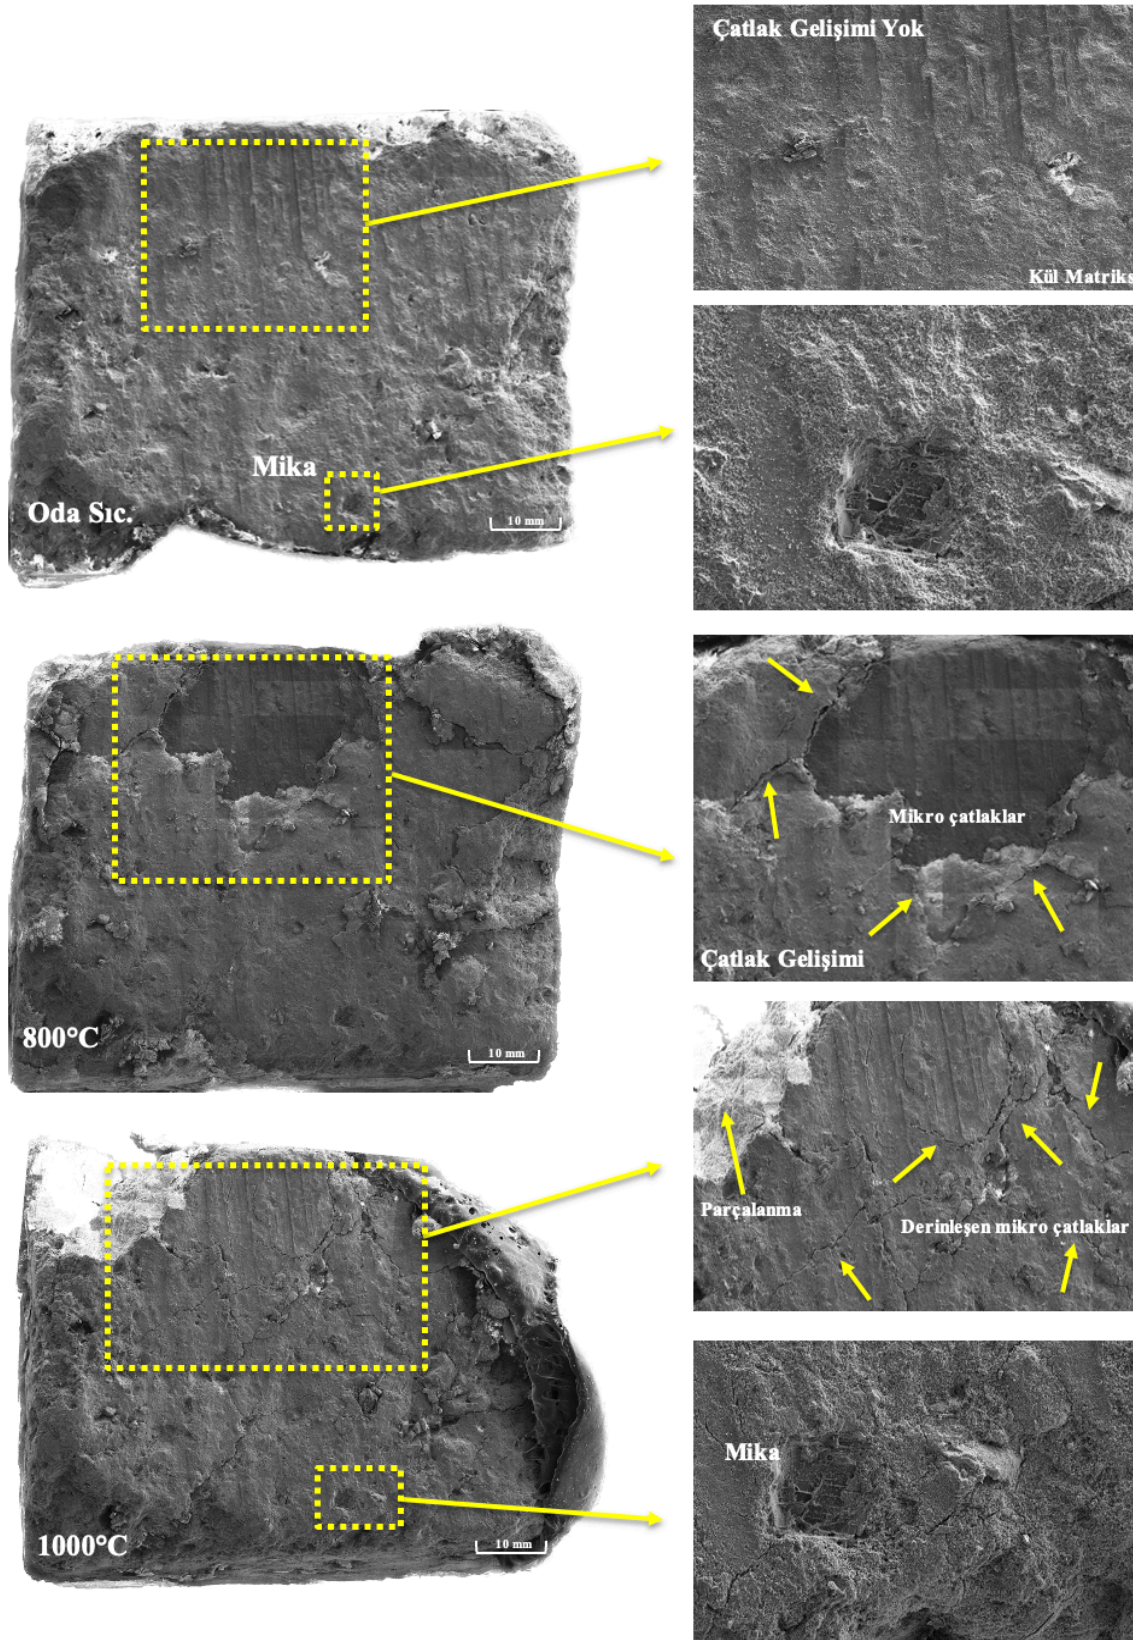 Çatlak Gelişimi Yok
Kül Matriks
Mika
Oda Sıc.
10 mm
Mikro çatlaklar
Çatlak Gelişimi
800°C
10 mm
Parçalanma
Derinleşen mikro çatlaklar
1000°C
10 mm
Mika